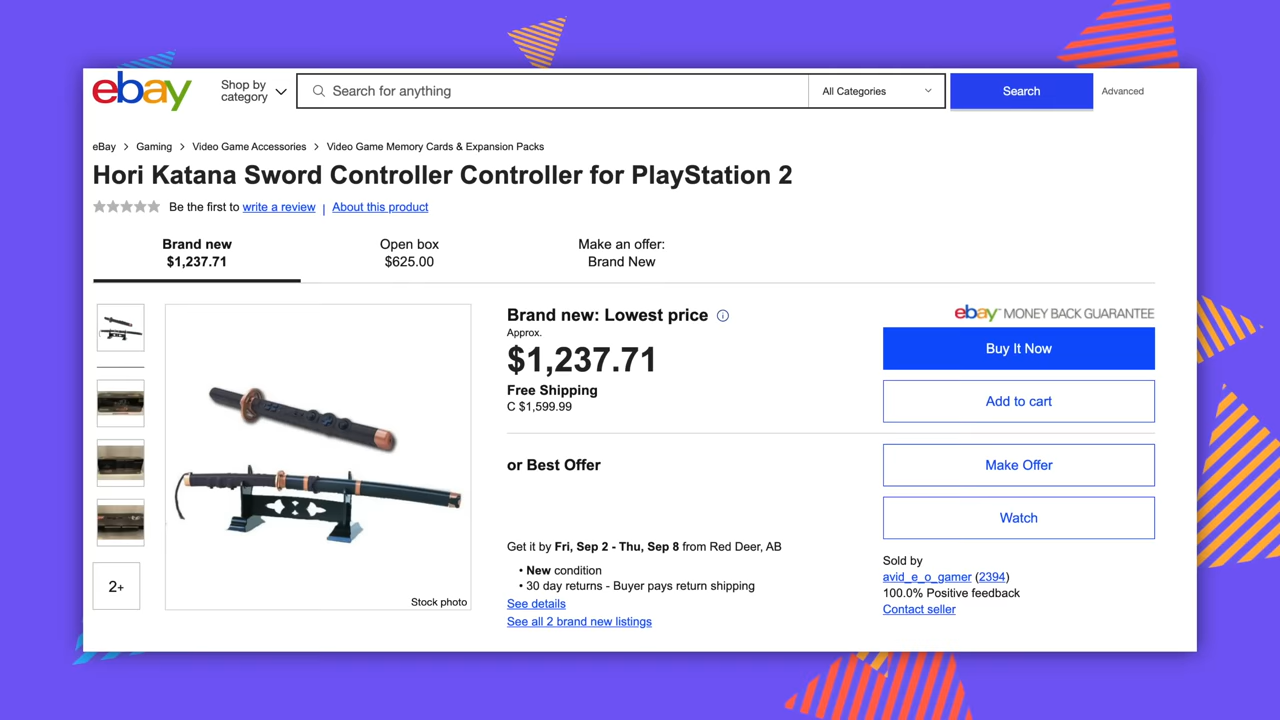 ebay
Shop by
category
Search for anything
All Categories
Search
Advanced
eBay > Gaming > Video Game Accessories > Video Game Memory Cards & Expansion Packs
Hori Katana Sword Controller Controller for PlayStation 2
Be the first to write a review | About this product
Brand new
$1,237.71
Open box
$625.00
Make an offer:
Brand New
Stock photo
2+
Brand new: Lowest price
Approx.
$1,237.71
Free Shipping
C $1,599.99
or Best Offer
Get it by Fri, Sep 2 - Thu, Sep 8 from Red Deer, AB
• New condition
• 30 day returns - Buyer pays return shipping
See details
See all 2 brand new listings
ebay™ MONEY BACK GUARANTEE
Buy It Now
Add to cart
Make Offer
Watch
Sold by
avid_e_o_gamer (2394)
100.0% Positive feedback
Contact seller